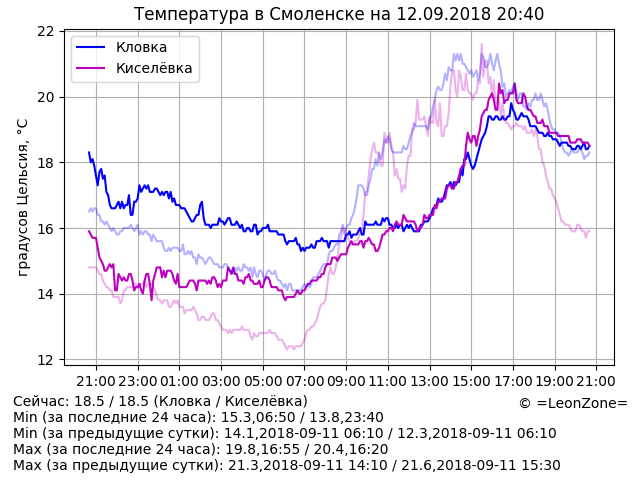 Температура в Смоленске на 12.09.2018 20:40
Кловка
Киселёвка
градусов Цельсия, °C
22
20
18
16
14
12
21:00 23:00 01:00 03:00 05:00 07:00 09:00 11:00 13:00 15:00 17:00 19:00 21:00
Сейчас: 18.5 / 18.5 (Кловка / Киселёвка)
© =LeonZone=
Min (за последние 24 часа): 15.3,06:50 / 13.8,23:40
Min (за предыдущие сутки): 14.1,2018-09-11 06:10 / 12.3,2018-09-11 06:10
Max (за последние 24 часа): 19.8,16:55 / 20.4,16:20
Max (за предыдущие сутки): 21.3,2018-09-11 14:10 / 21.6,2018-09-11 15:30